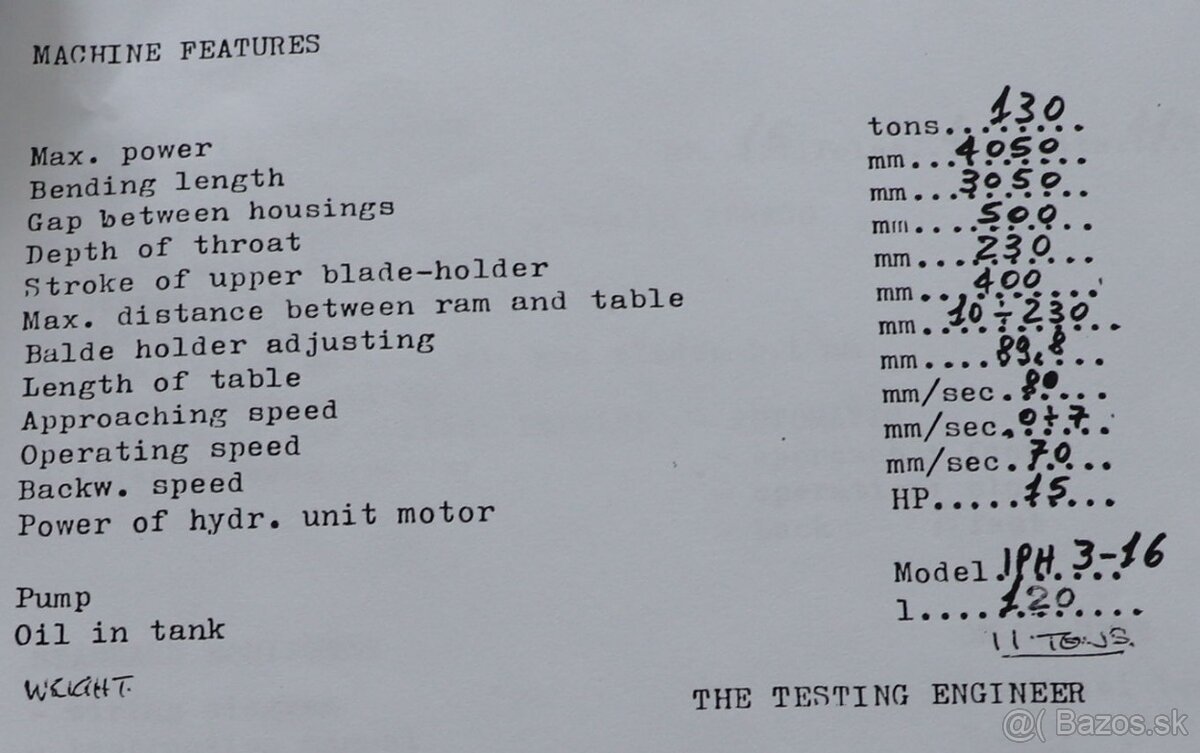 MACHINE FEATURES
Max. power tons...130...
Bending length mm...4050...
Gap between housings mm...3050...
Depth of throat mm...500...
Stroke of upper blade-holder mm...230...
Max. distance between ram and table mm...400...
Balde holder adjusting mm...10÷230...
Length of table mm...89,8...
Approaching speed mm/sec.80...
Operating speed mm/sec.0÷7...
Backw. speed mm/sec.70...
Power of hydr. unit motor HP...15...
Pump Model.IPH.3-16
Oil in tank l...120...
WEIGHT. 11 TONS.
THE TESTING ENGINEER
@( Bazos.sk